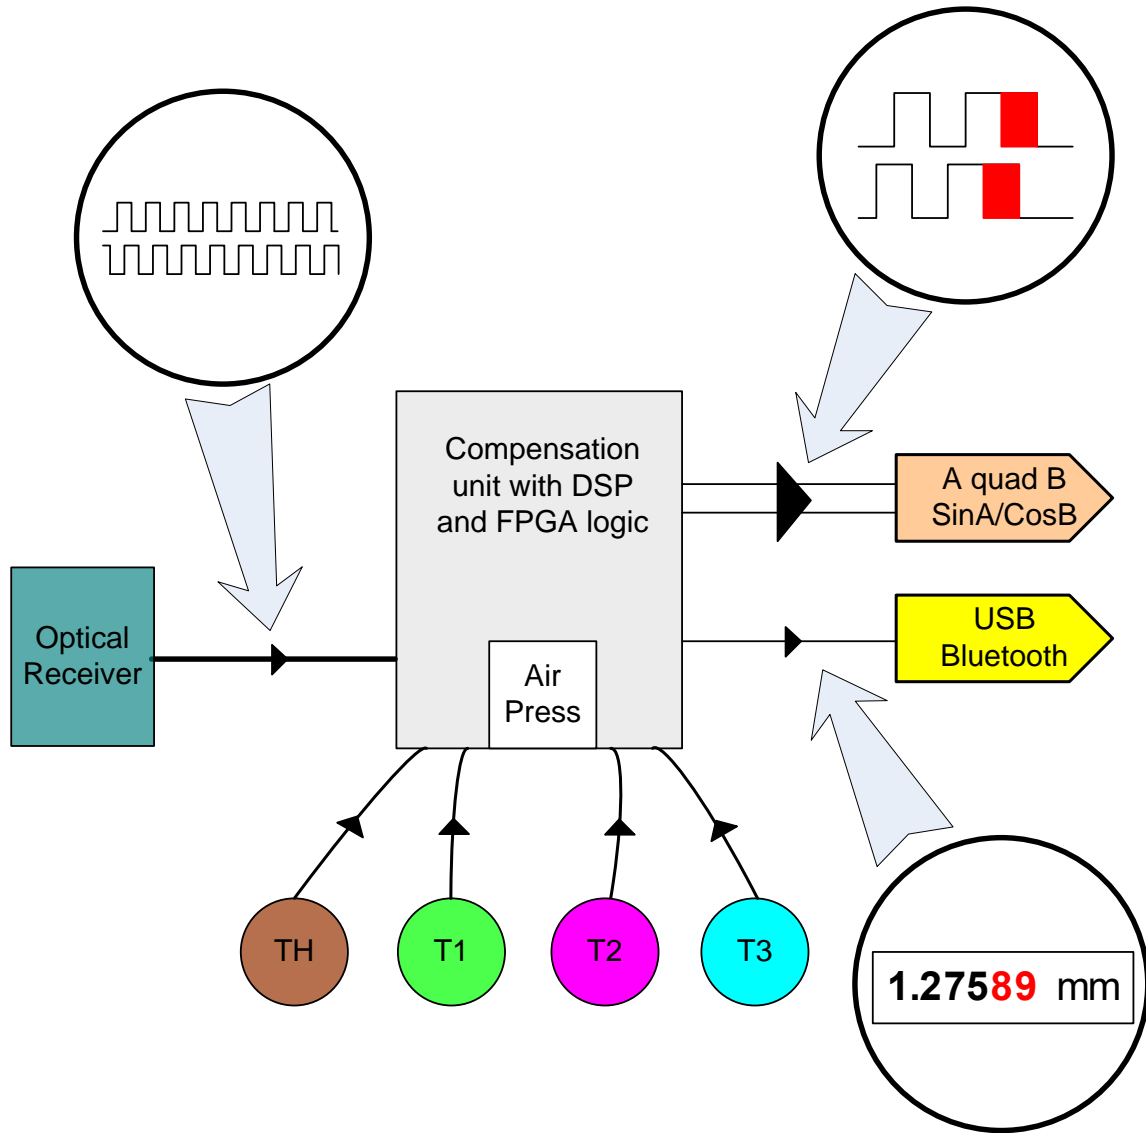 Compensation
unit with DSP
and FPGA logic
A quad B
SinA/CosB
Optical
Receiver
Air
Press
USB
Bluetooth
TH
T1
T2
T3
1.27589 mm